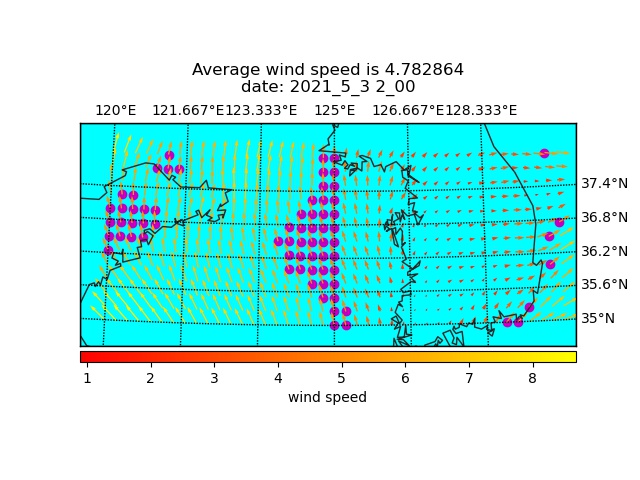 Average wind speed is 4.782864
date: 2021_5_3 2_00
120°E 121.667°E 123.333°E 125°E 126.667°E 128.333°E
37.4°N
36.8°N
36.2°N
35.6°N
35°N
1 2 3 4 5 6 7 8
wind speed